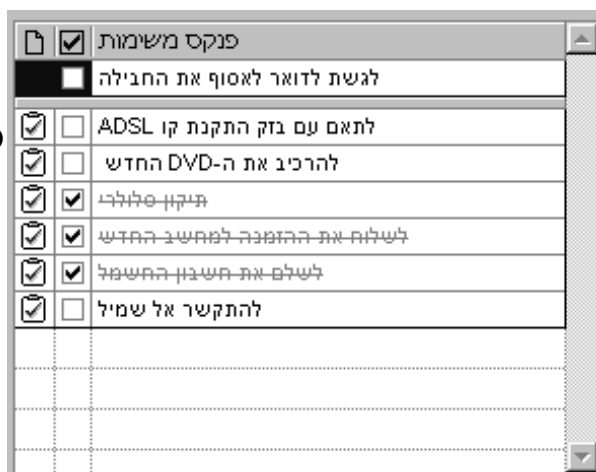 פנקס משימות
לגשת לדואר לאסוף את החבילה
לתאם עם בזק התקנת קו ADSL
להרכיב את ה-DVD החדש
תיקון סלולרי
לשלוח את ההזמנה למחשב החדש
לשלם את חשבון החשמל
להתקשר אל שמיל